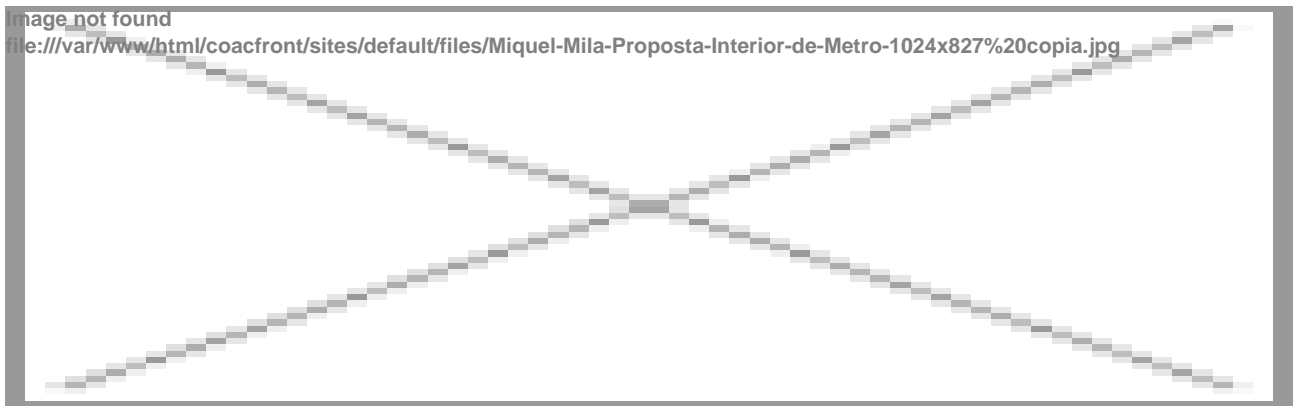 Image not found
file:///var/www/html/coacfront/sites/default/files/Miquel-Mila-Proposta-Interior-de-Metro-1024x827%20copia.jpg